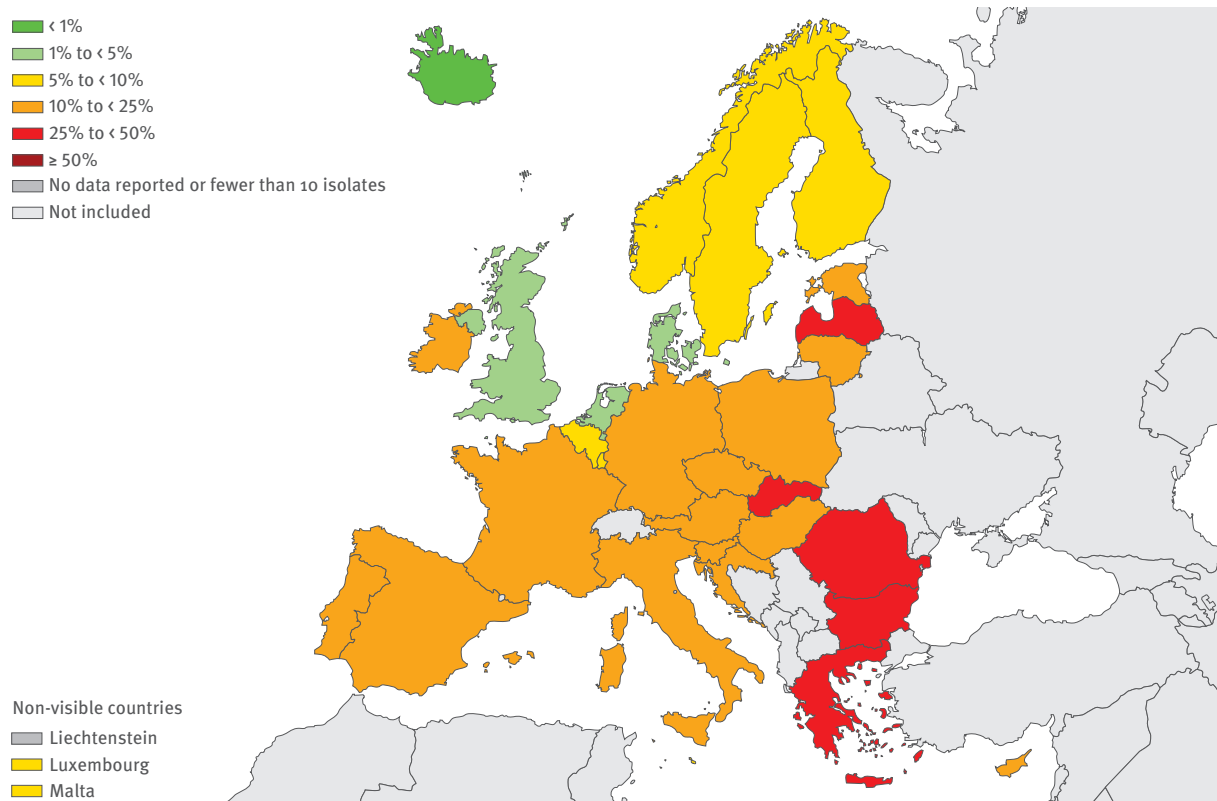 < 1%
1% to < 5%
5% to < 10%
10% to < 25%
25% to < 50%
≥ 50%
No data reported or fewer than 10 isolates
Not included
Non-visible countries
Liechtenstein
Luxembourg
Malta